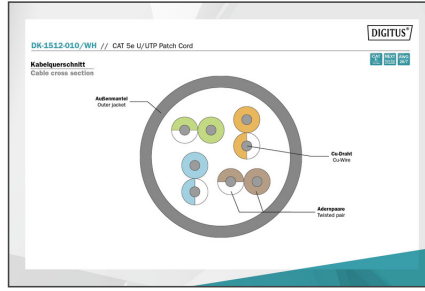 DIGITUS®
DK-1512-010/WH // CAT 5e U/UTP Patch Cord
Kabelquerschnitt
Cable cross section
Außenmantel
Outer jacket
Cu-Draht
Cu-Wire
Adernpaare
Twisted pair